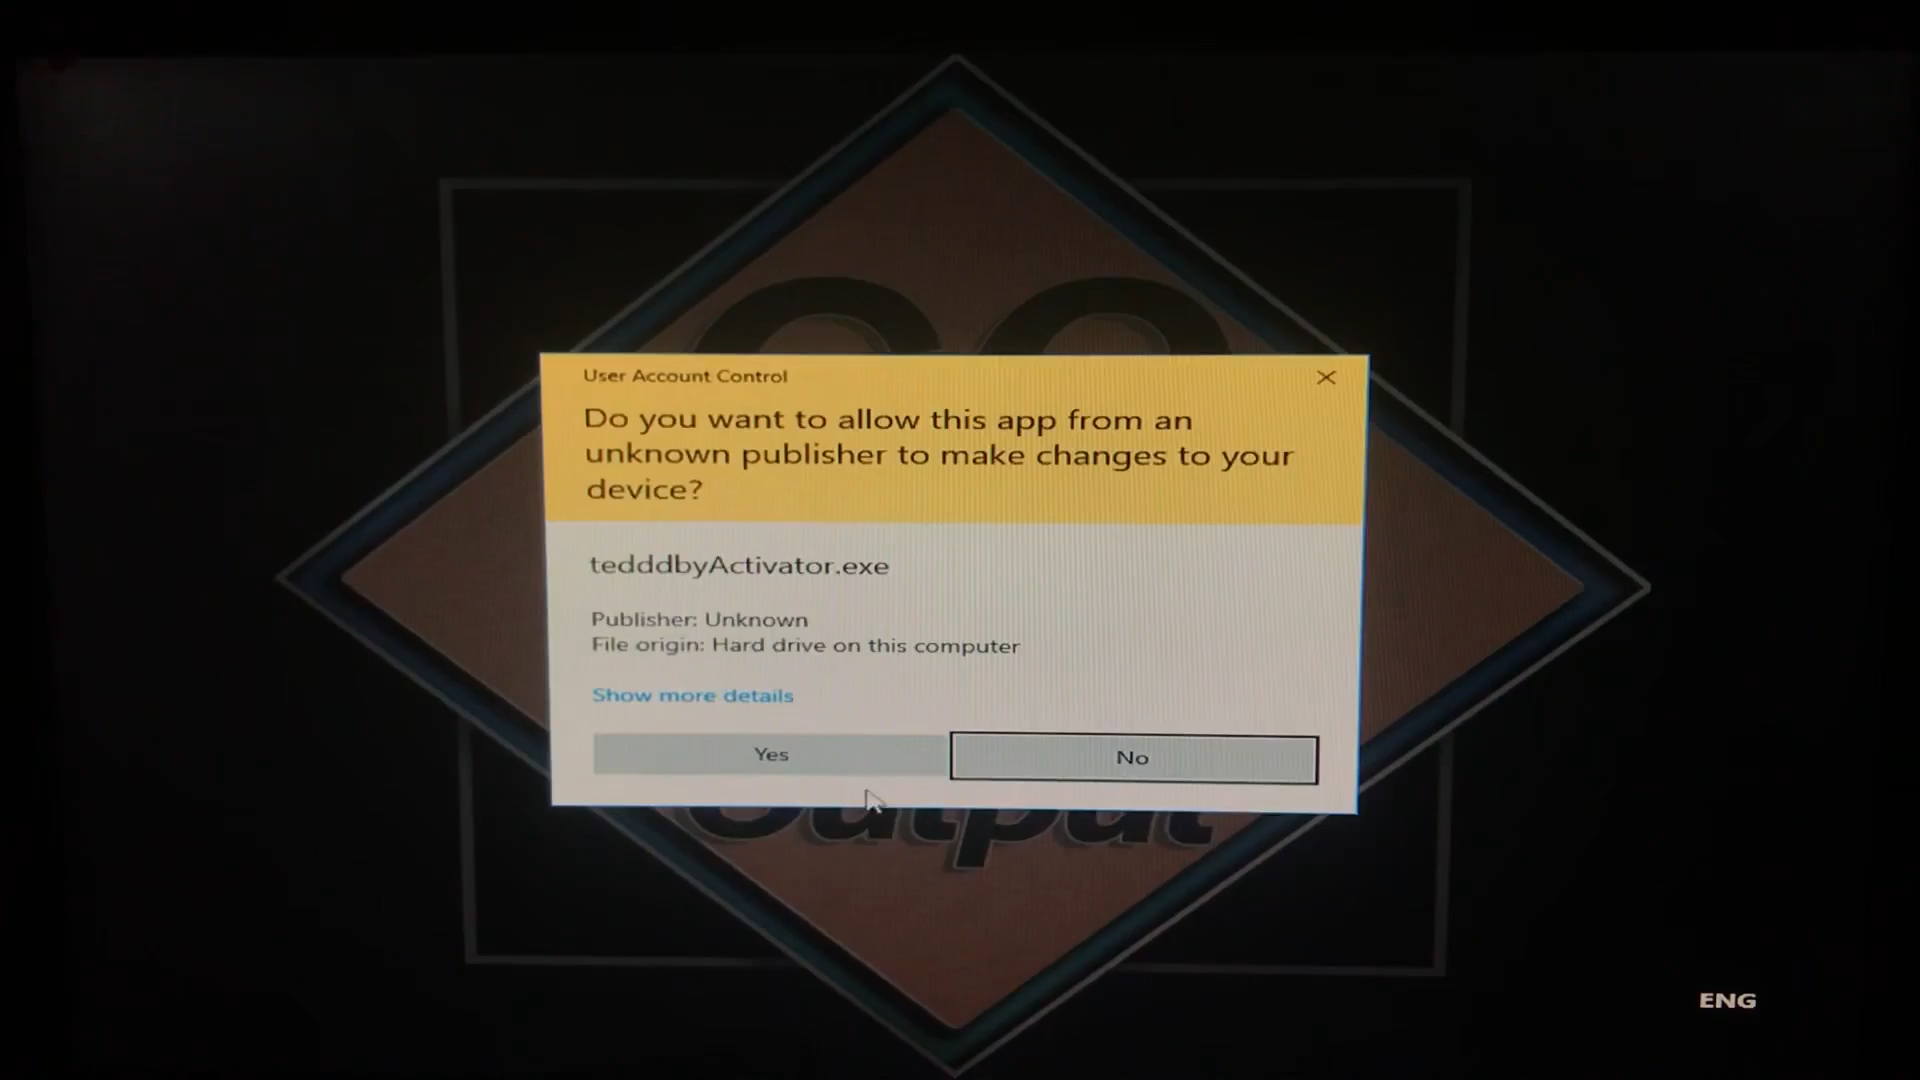 User Account Control
Do you want to allow this app from an
unknown publisher to make changes to your
device?
tedddbyActivator.exe
Publisher: Unknown
File origin: Hard drive on this computer
Show more details
Yes
No
Output
ENG